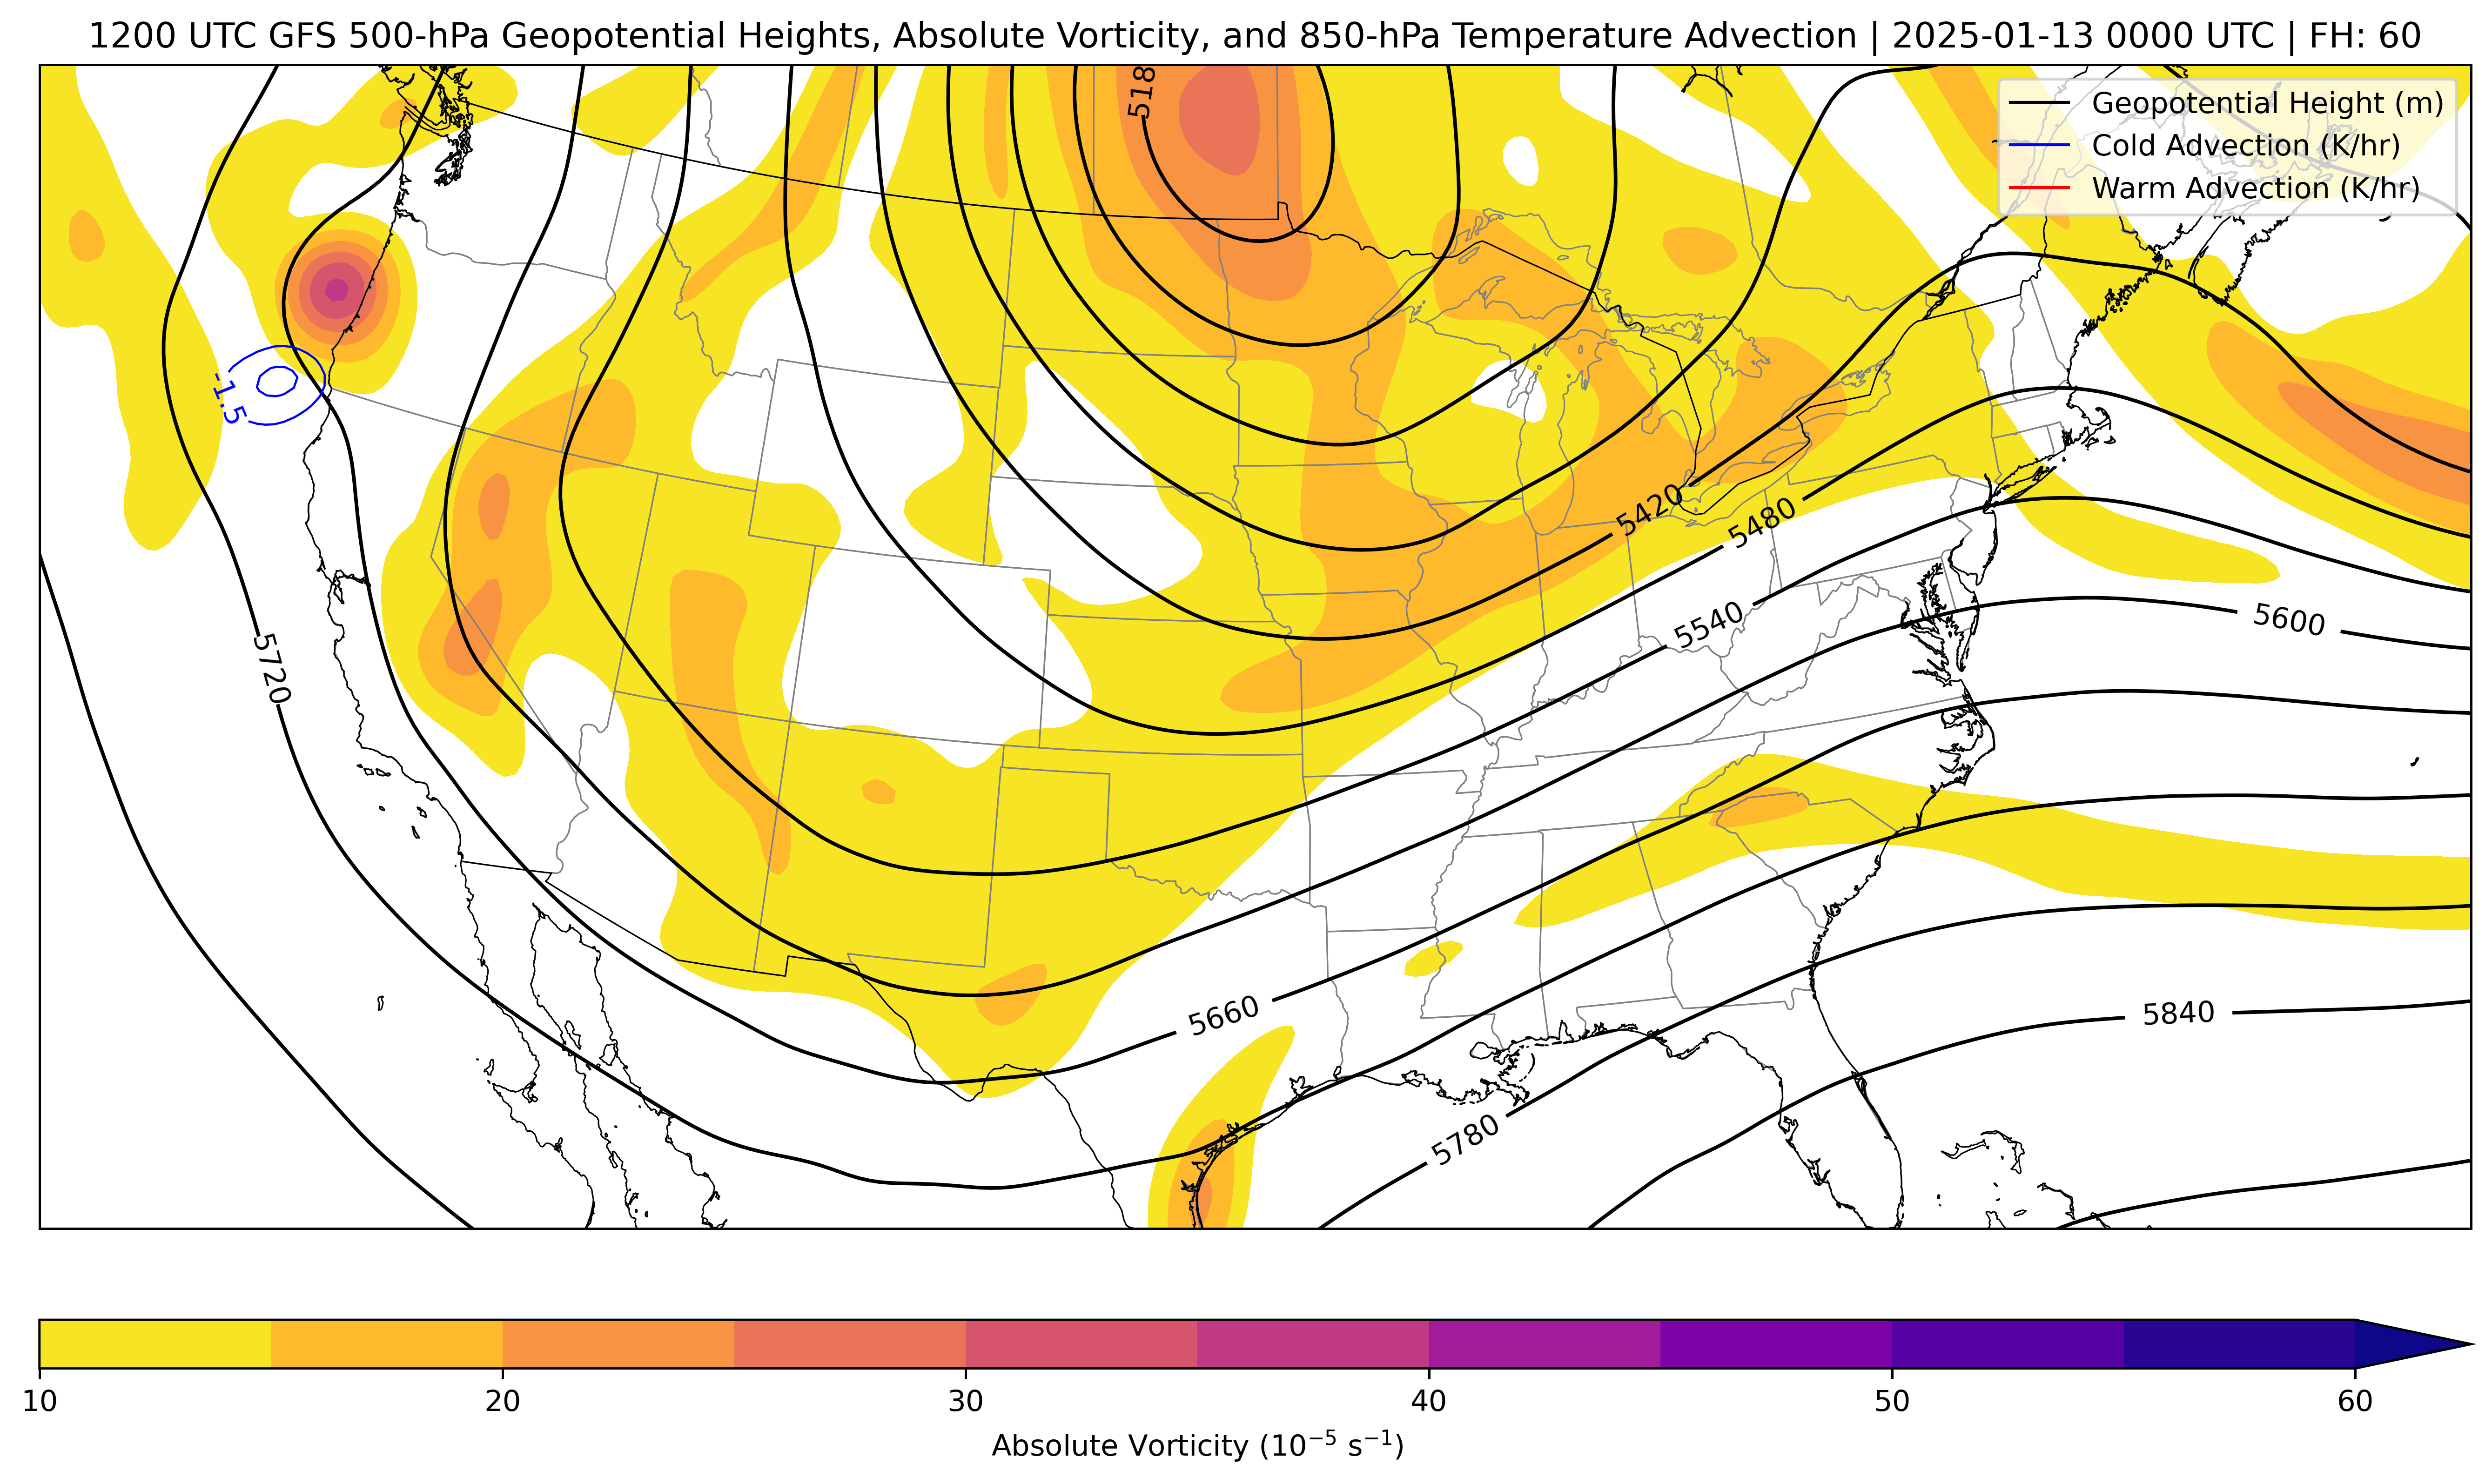 1200 UTC GFS 500-hPa Geopotential Heights, Absolute Vorticity, and 850-hPa Temperature Advection | 2025-01-13 0000 UTC | FH: 60
Geopotential Height (m)
Cold Advection (K/hr)
Warm Advection (K/hr)
518
-1.5
5420
5480
5540
5600
5720
5660
5840
5780
10 20 30 40 50 60
Absolute Vorticity (10⁻⁵ s⁻¹)